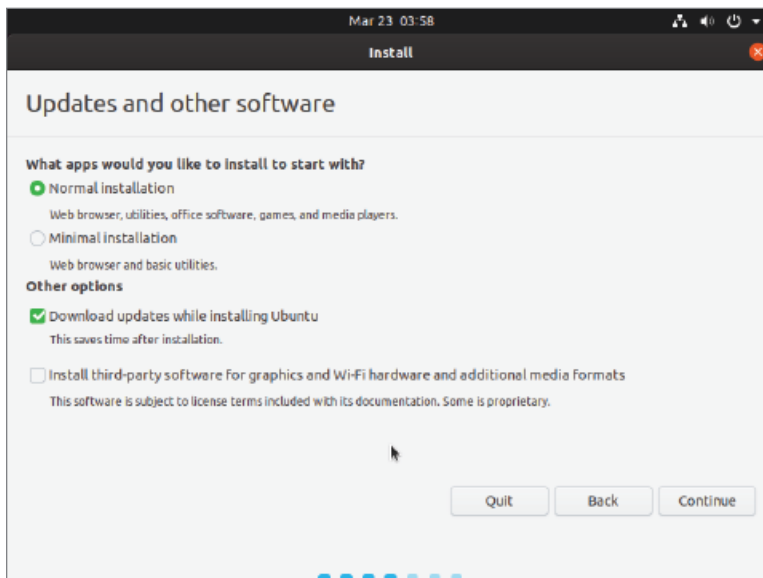 Mar 23 03:58
Install
Updates and other software
What apps would you like to install to start with?
Normal installation
Web browser, utilities, office software, games, and media players.
Minimal installation
Web browser and basic utilities.
Other options
Download updates while installing Ubuntu
This saves time after installation.
Install third-party software for graphics and Wi-Fi hardware and additional media formats
This software is subject to license terms included with its documentation. Some is proprietary.
Quit Back Continue